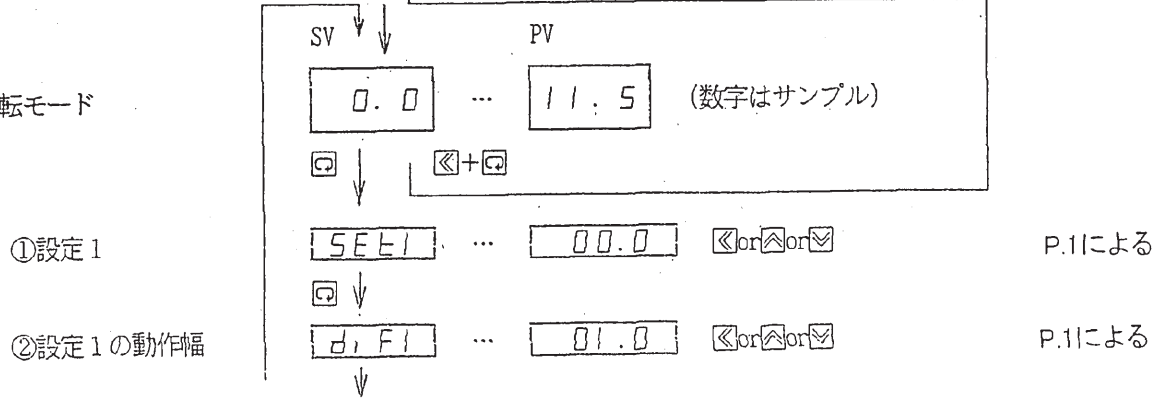 SV PV
転モード 0.0 … 11.5 (数字はサンプル)
+
①設定1 SEt1 … 00.0 or or P.1による
②設定1の動作幅 diF1 … 01.0 or or P.1による